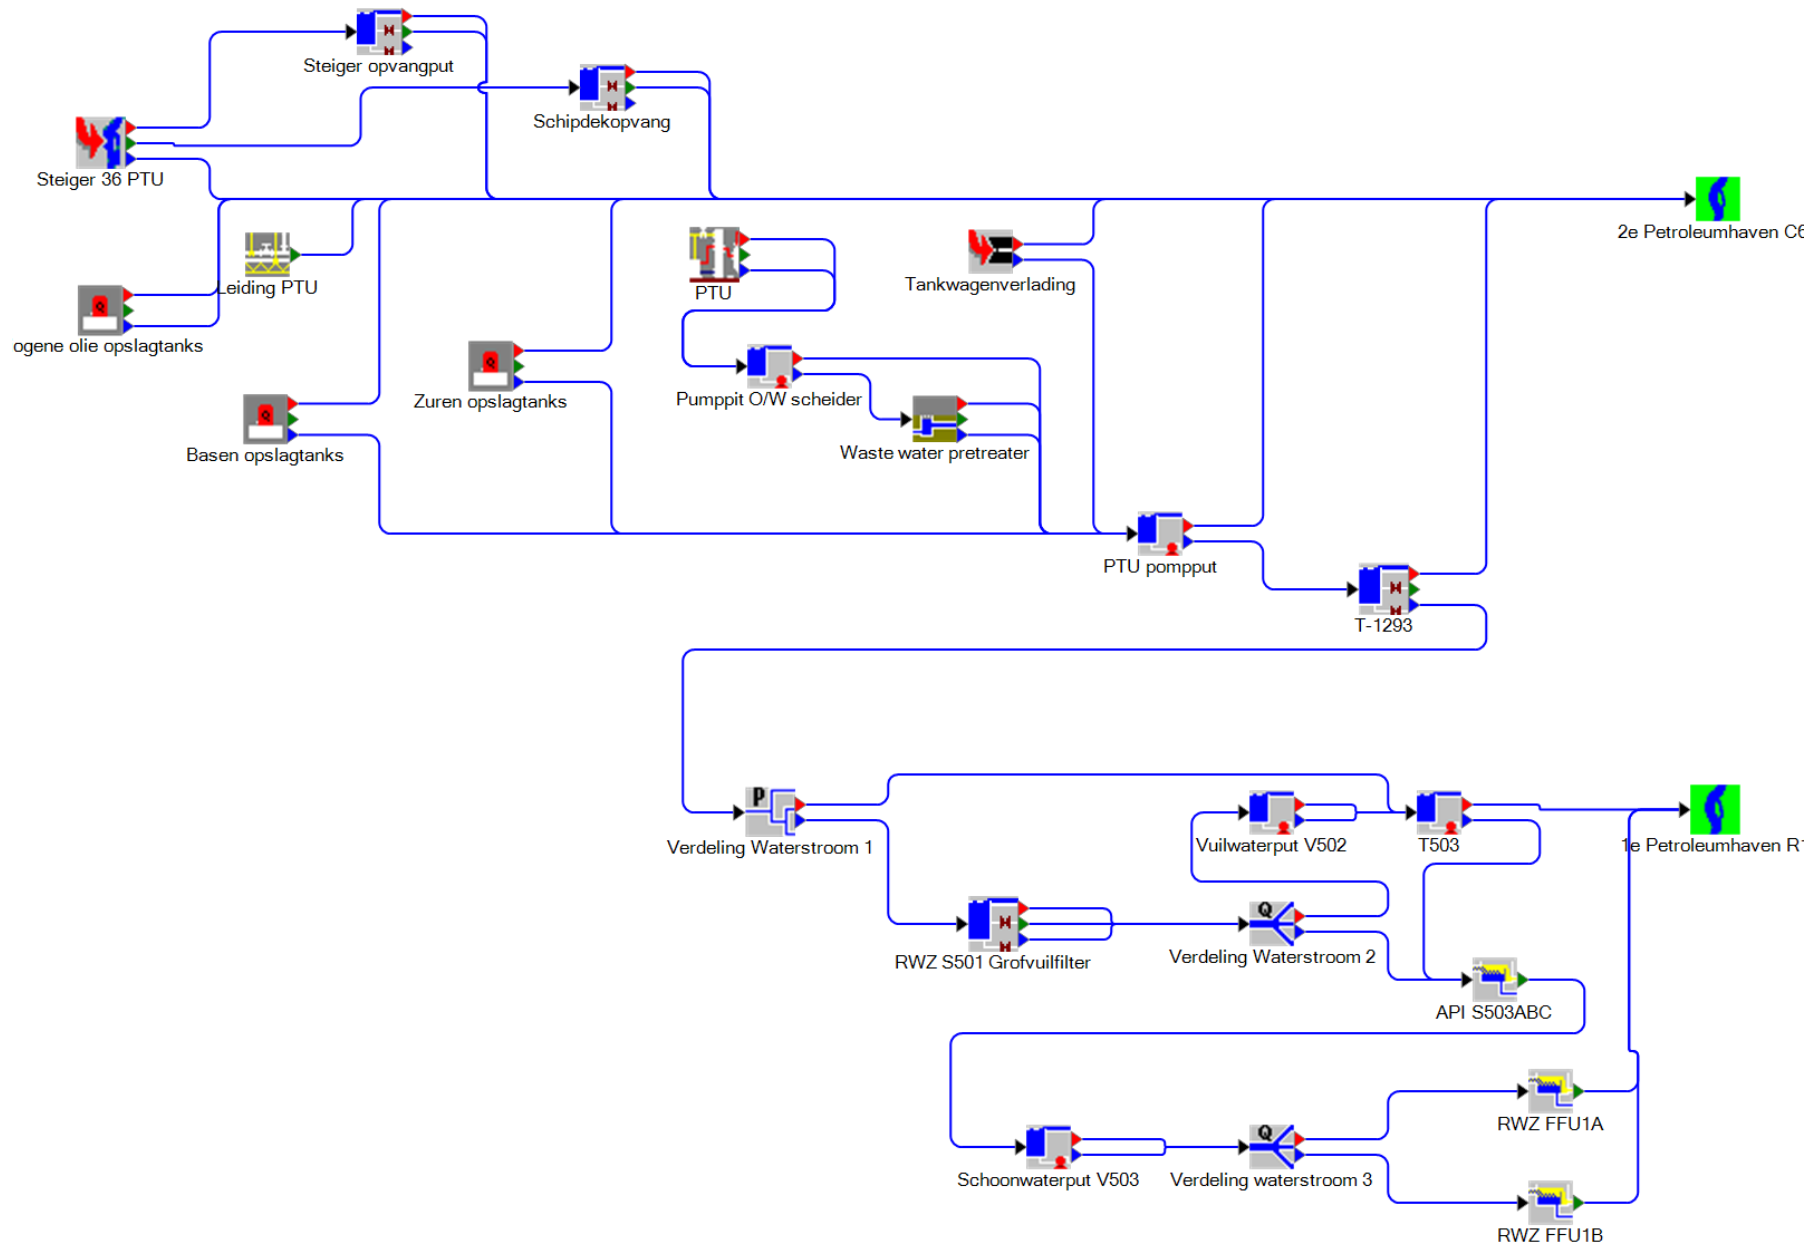 Steiger opvangput
Schipdekopvang
Steiger 36 PTU
2e Petroleumhaven C6
Leiding PTU
PTU
Tankwagenverlading
ogene olie opslagtanks
Zuren opslagtanks
Pumppit O/W scheider
Basen opslagtanks
Waste water pretreater
PTU pompput
T-1293
P
Verdeling Waterstroom 1
Vuilwaterput V502
T503
1e Petroleumhaven R1
Q
RWZ S501 Grofvuilfilter
Verdeling Waterstroom 2
API S503ABC
RWZ FFU1A
Q
Schoonwaterput V503
Verdeling waterstroom 3
RWZ FFU1B